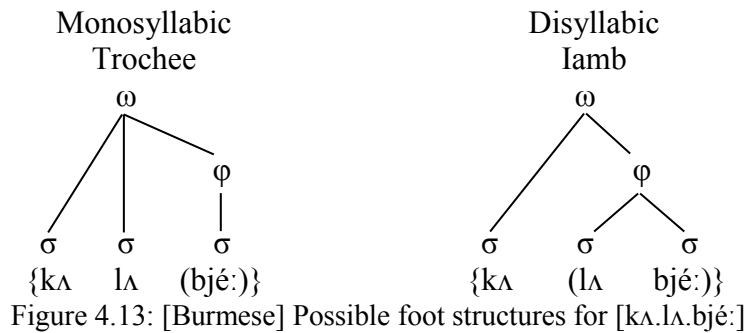 Monosyllabic Disyllabic
Trochee Iamb
ω ω
φ φ
σ σ σ σ σ σ
{kʌ lʌ (bjé:)} {kʌ (lʌ bjé:)}
Figure 4.13: [Burmese] Possible foot structures for [kʌ.lʌ.bjé:]